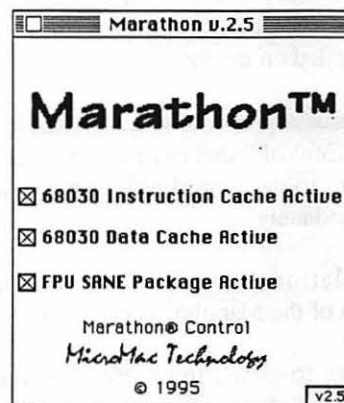 Marathon v.2.5
Marathon™
68030 Instruction Cache Active
68030 Data Cache Active
FPU SANE Package Active
Marathon® Control
MicroMac Technology
© 1995
v2.5